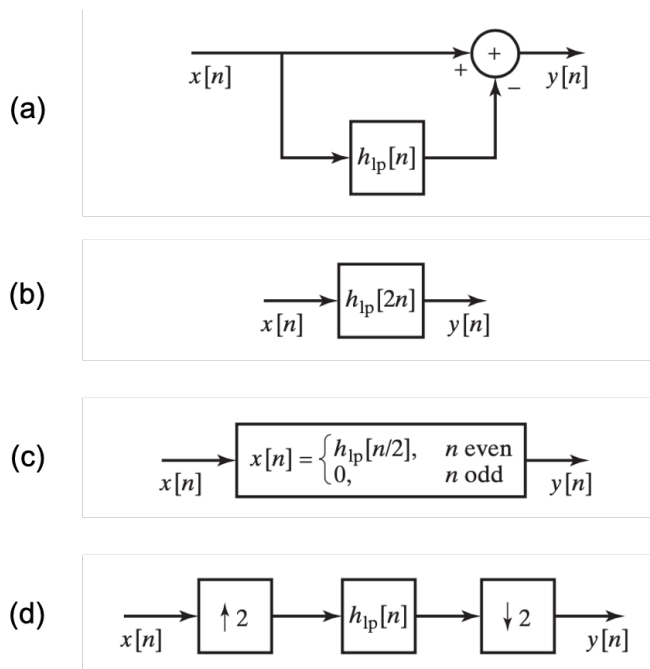 (a)
x[n]
+
+
−
y[n]
h_lp[n]
(b)
x[n]
h_lp[2n]
y[n]
(c)
x[n]
x[n] = { h_lp[n/2], n even
0, n odd
y[n]
(d)
x[n]
↑2
h_lp[n]
↓2
y[n]